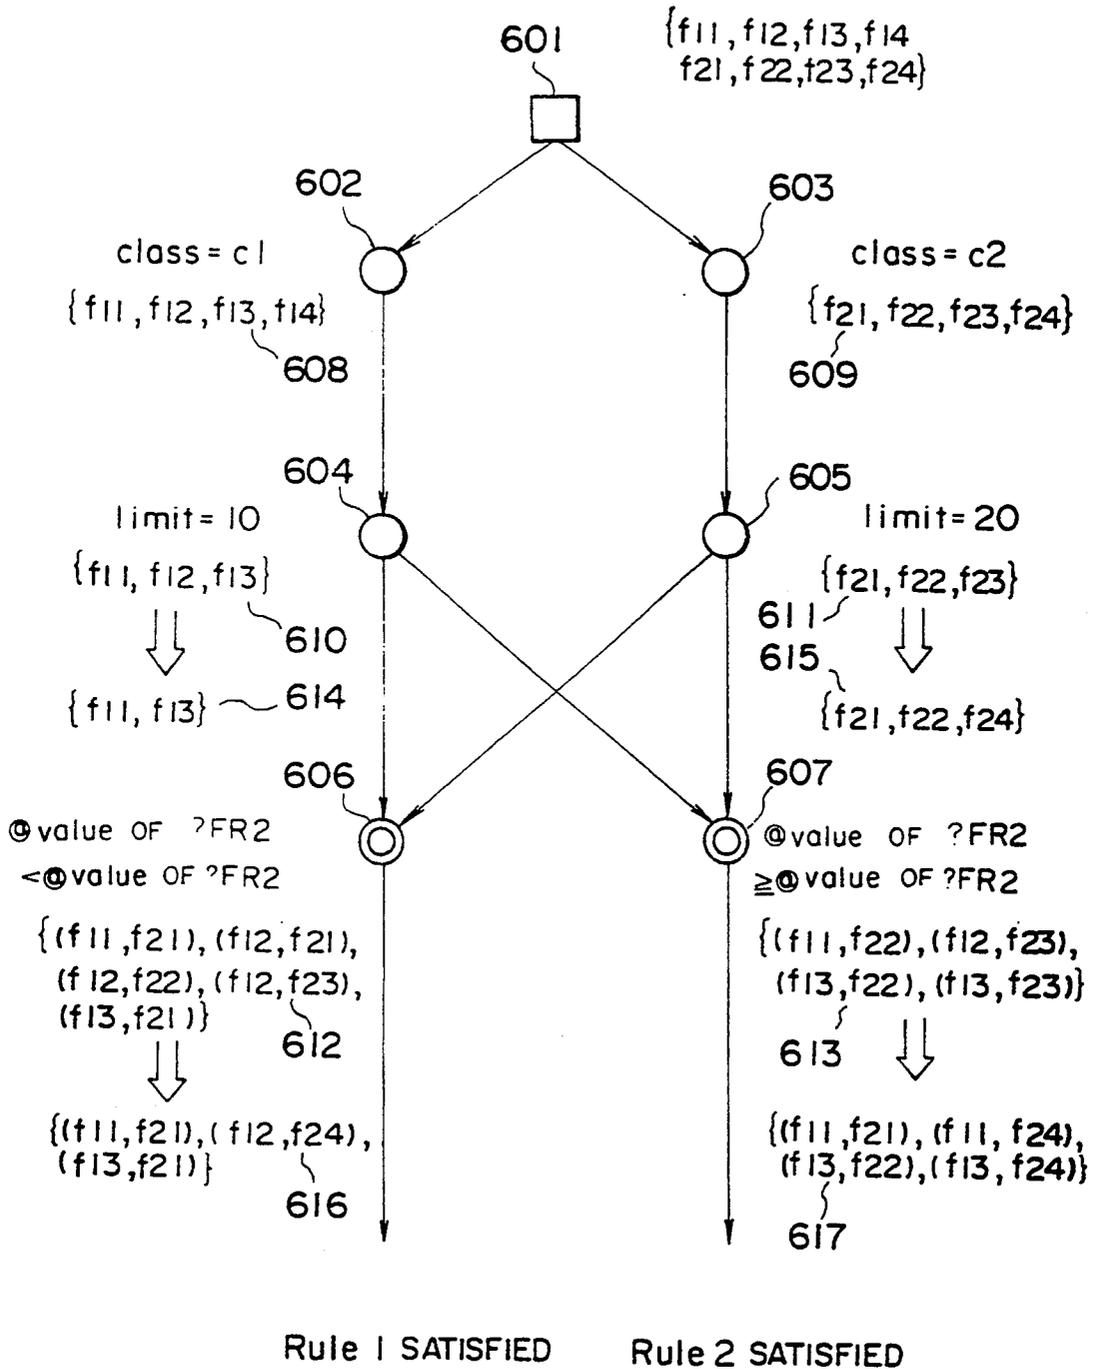 601
{f11,f12,f13,f14
f21,f22,f23,f24}
602
603
class=c1
class=c2
{f11,f12,f13,f14}
{f21,f22,f23,f24}
608
609
604
605
limit=10
limit=20
{f11,f12,f13}
{f21,f22,f23}
610
611
614
615
{f11,f13}
{f21,f22,f24}
606
607
@value OF ?FR2
<@value OF ?FR2
@value OF ?FR2
≧@value OF ?FR2
{(f11,f21),(f12,f21),
(f12,f22),(f12,f23),
(f13,f21)}
612
{(f11,f22),(f12,f23),
(f13,f22),(f13,f23)}
613
{(f11,f21),(f12,f24),
(f13,f21)}
616
{(f11,f21),(f11,f24),
(f13,f22),(f13,f24)}
617
Rule 1 SATISFIED
Rule 2 SATISFIED